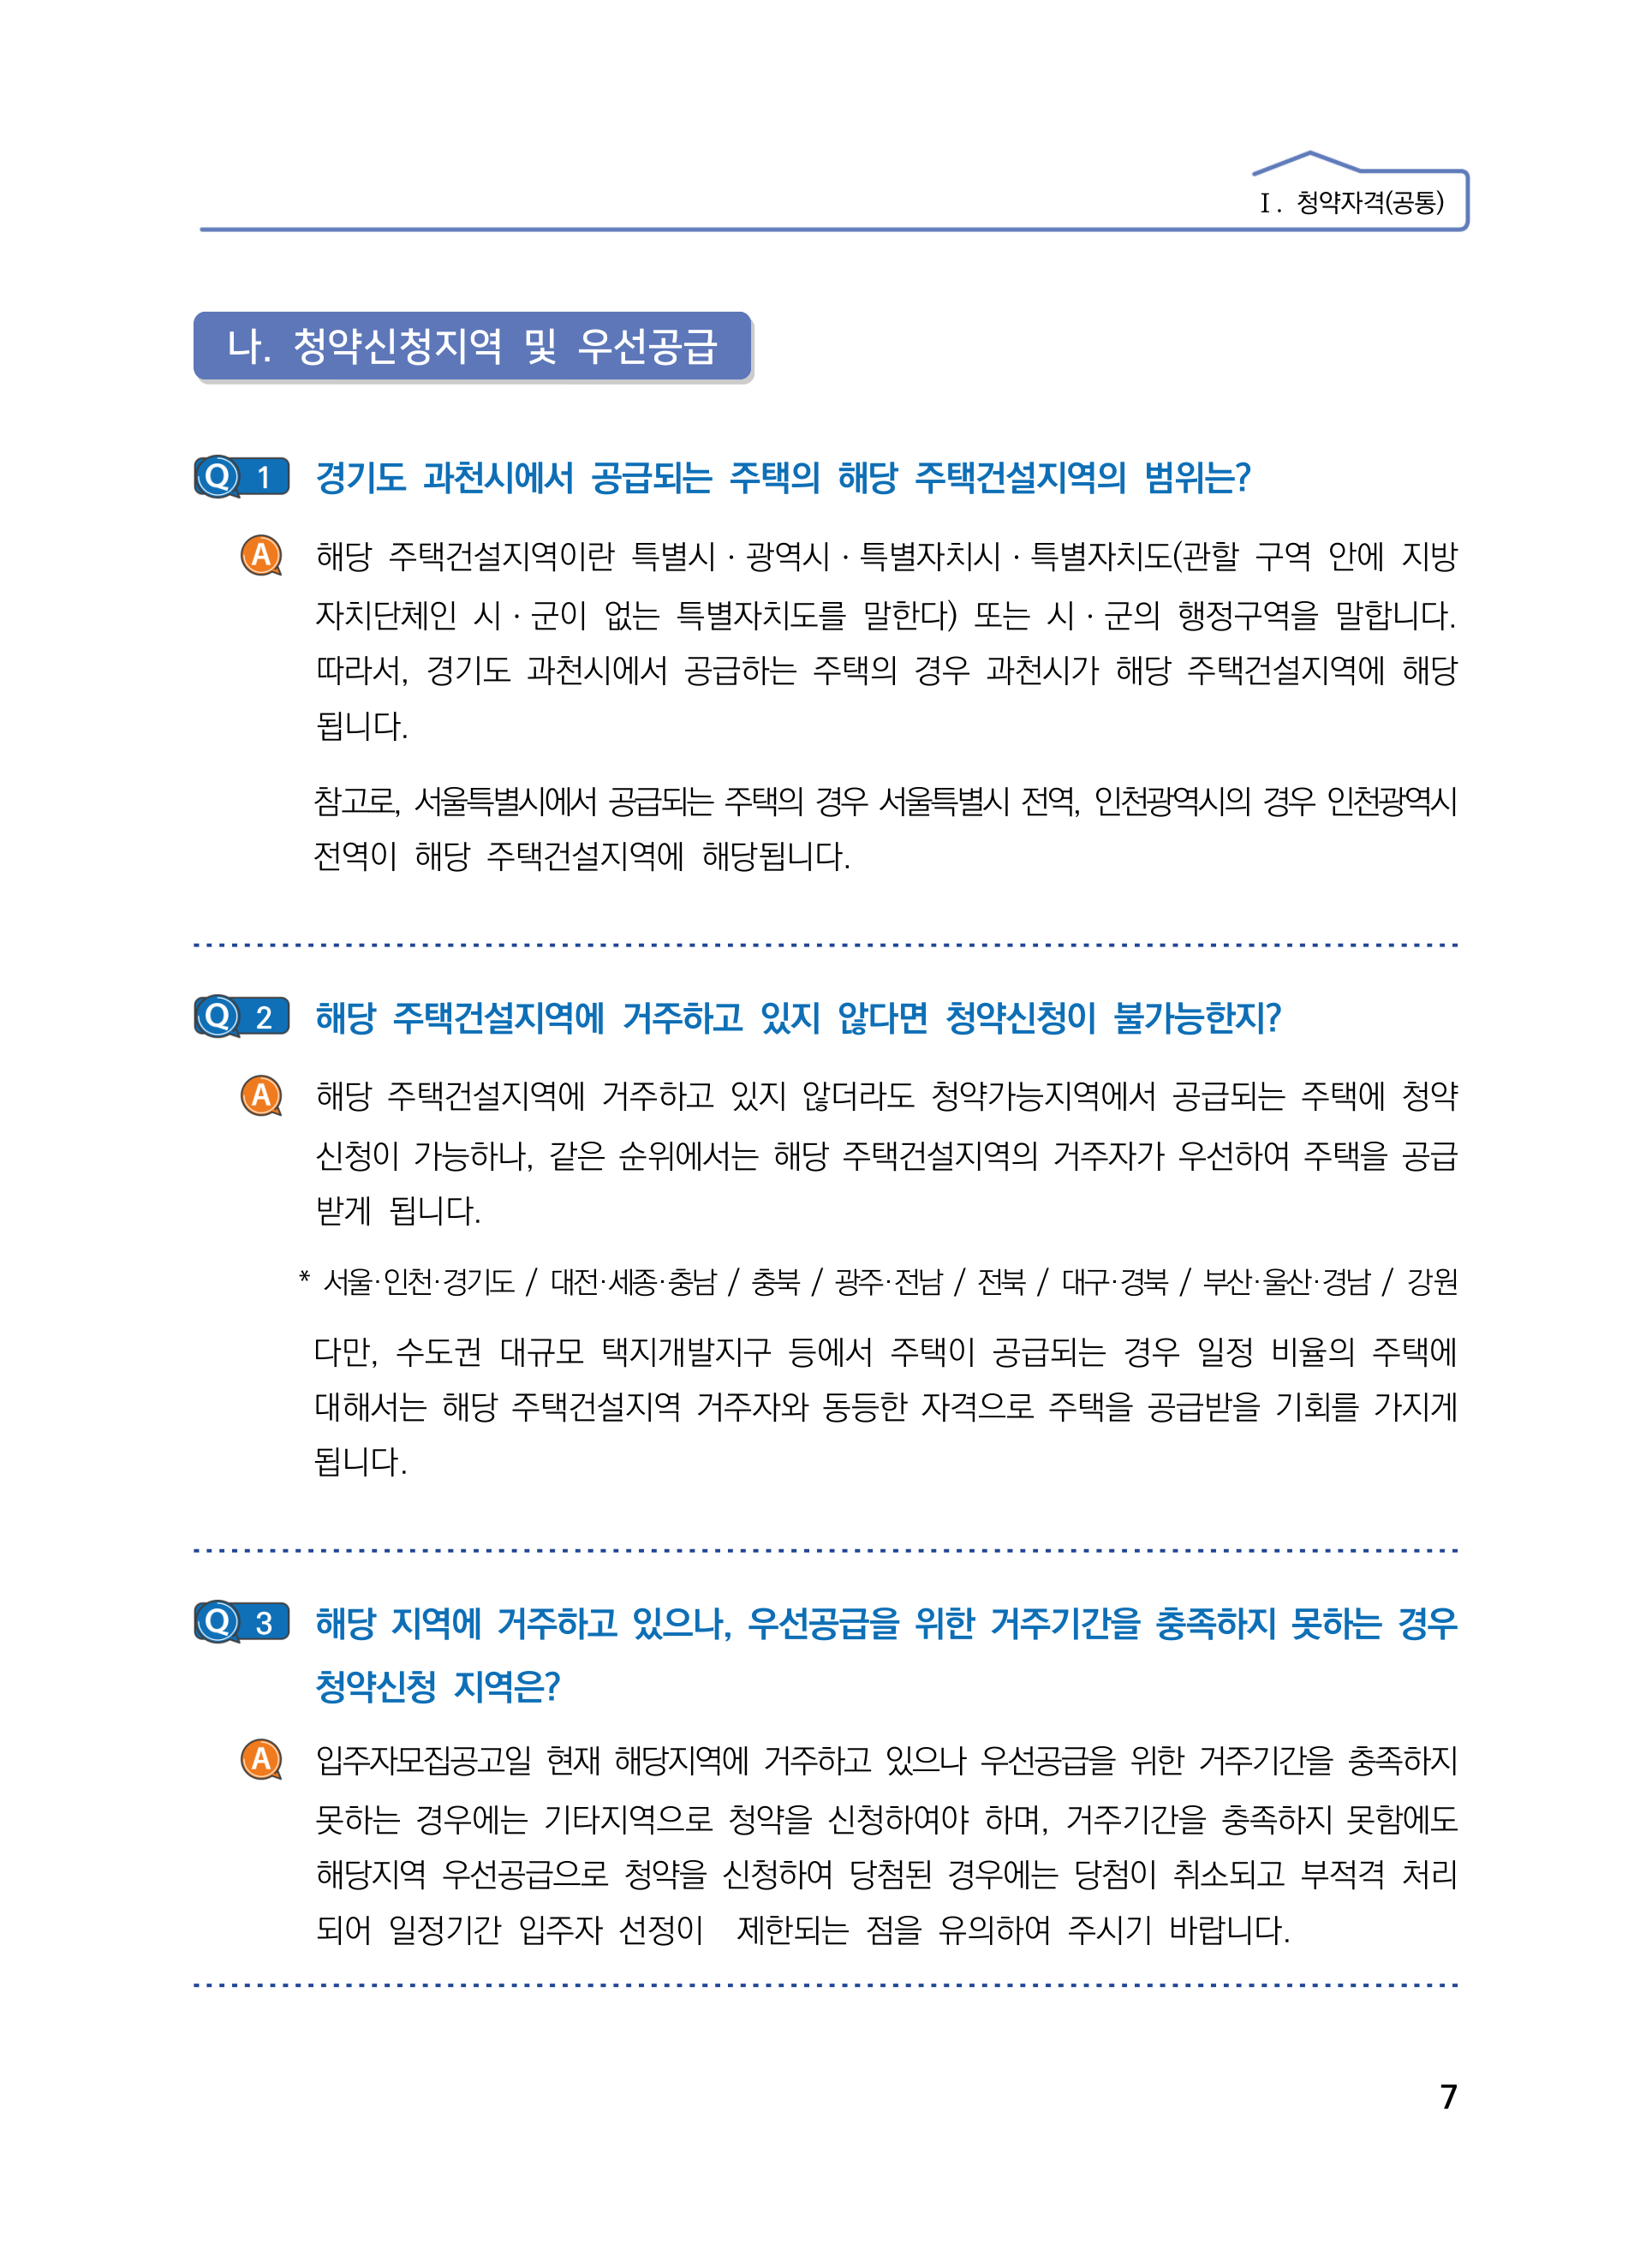 Ⅰ. 청약자격(공통)
나. 청약신청지역 및 우선공급
Q 1 경기도 과천시에서 공급되는 주택의 해당 주택건설지역의 범위는?
A 해당 주택건설지역이란 특별시·광역시·특별자치시·특별자치도(관할 구역 안에 지방
자치단체인 시·군이 없는 특별자치도를 말한다) 또는 시·군의 행정구역을 말합니다.
따라서, 경기도 과천시에서 공급하는 주택의 경우 과천시가 해당 주택건설지역에 해당
됩니다.
참고로, 서울특별시에서 공급되는 주택의 경우 서울특별시 전역, 인천광역시의 경우 인천광역시
전역이 해당 주택건설지역에 해당됩니다.
Q 2 해당 주택건설지역에 거주하고 있지 않다면 청약신청이 불가능한지?
A 해당 주택건설지역에 거주하고 있지 않더라도 청약가능지역에서 공급되는 주택에 청약
신청이 가능하나, 같은 순위에서는 해당 주택건설지역의 거주자가 우선하여 주택을 공급
받게 됩니다.
* 서울·인천·경기도 / 대전·세종·충남 / 충북 / 광주·전남 / 전북 / 대구·경북 / 부산·울산·경남 / 강원
다만, 수도권 대규모 택지개발지구 등에서 주택이 공급되는 경우 일정 비율의 주택에
대해서는 해당 주택건설지역 거주자와 동등한 자격으로 주택을 공급받을 기회를 가지게
됩니다.
Q 3 해당 지역에 거주하고 있으나, 우선공급을 위한 거주기간을 충족하지 못하는 경우
청약신청 지역은?
A 입주자모집공고일 현재 해당지역에 거주하고 있으나 우선공급을 위한 거주기간을 충족하지
못하는 경우에는 기타지역으로 청약을 신청하여야 하며, 거주기간을 충족하지 못함에도
해당지역 우선공급으로 청약을 신청하여 당첨된 경우에는 당첨이 취소되고 부적격 처리
되어 일정기간 입주자 선정이 제한되는 점을 유의하여 주시기 바랍니다.
7